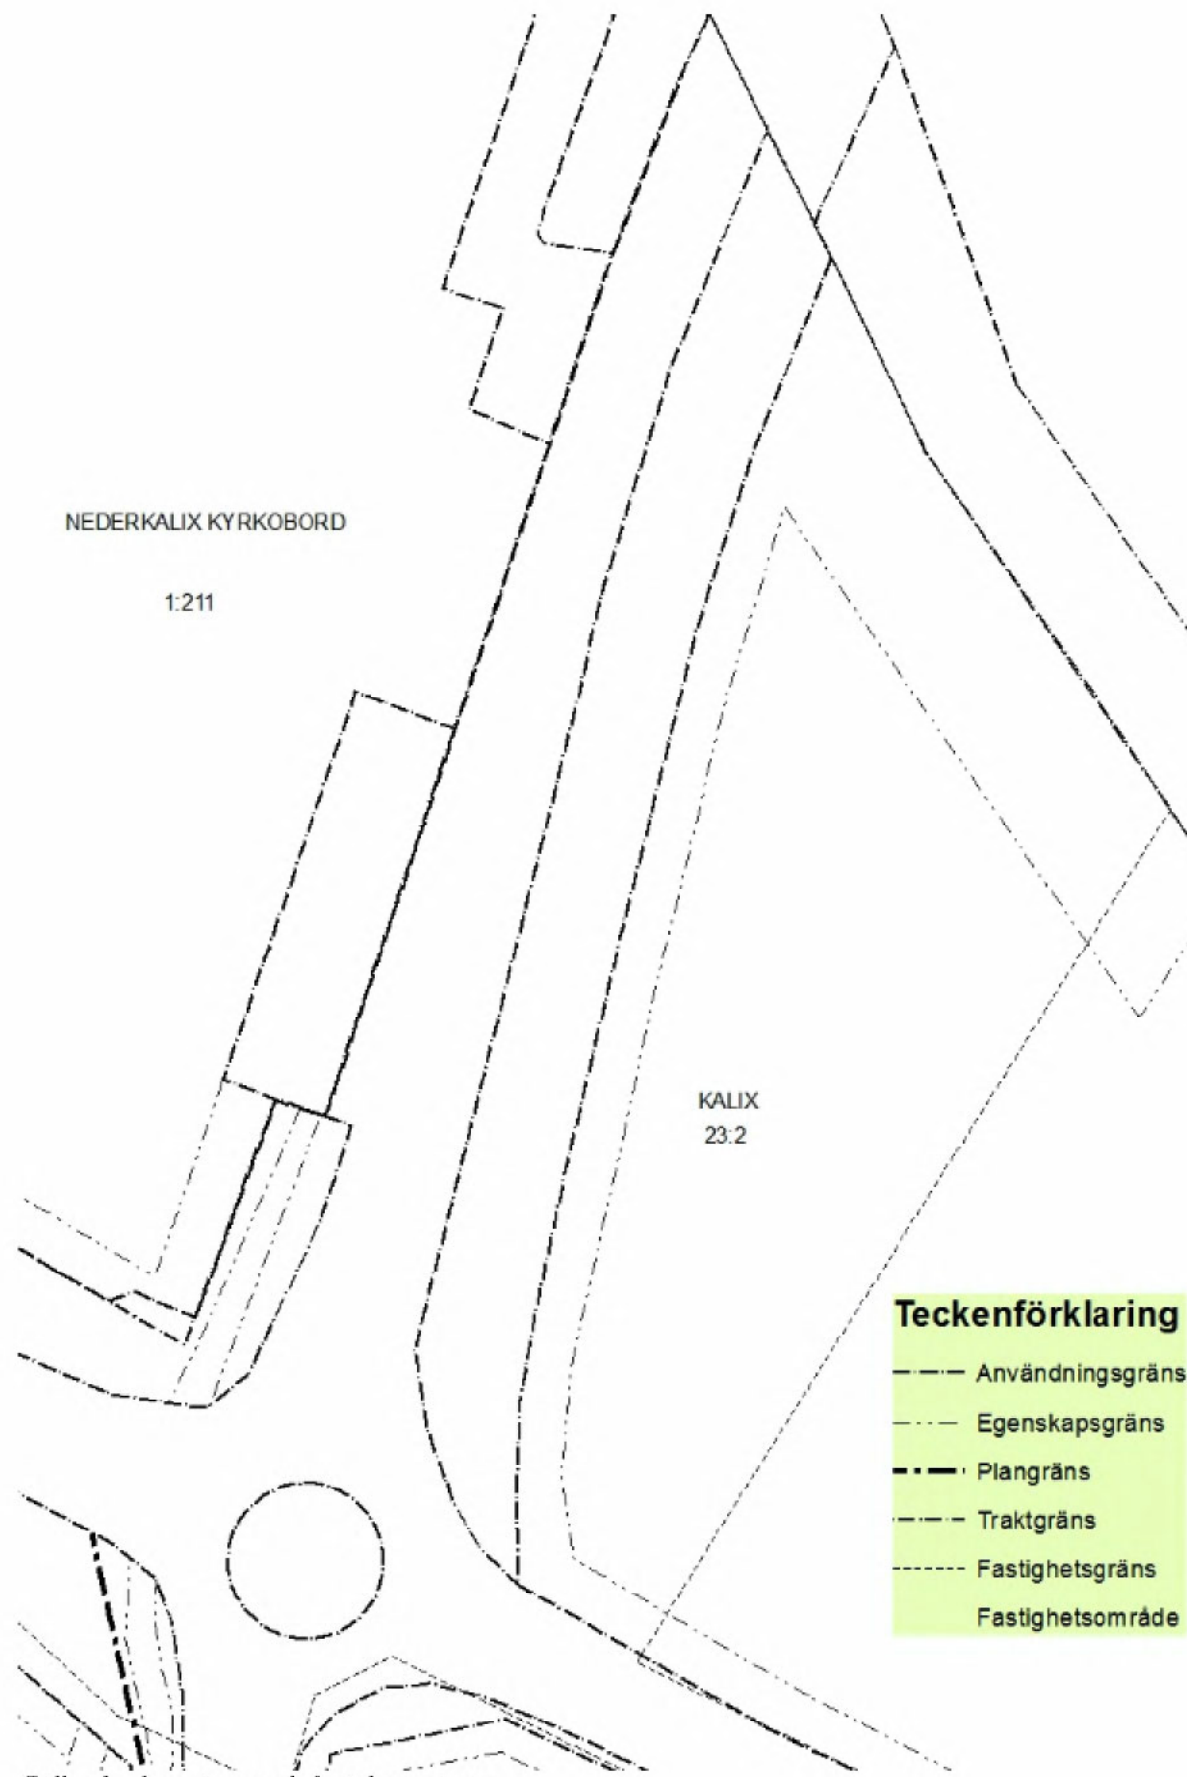 NEDERKALIX KYRKOBORD
1:211
KALIX
23:2
Teckenförklaring
Användningsgräns
Egenskapsgräns
Plangräns
Traktgräns
Fastighetsgräns
Fastighetsområde